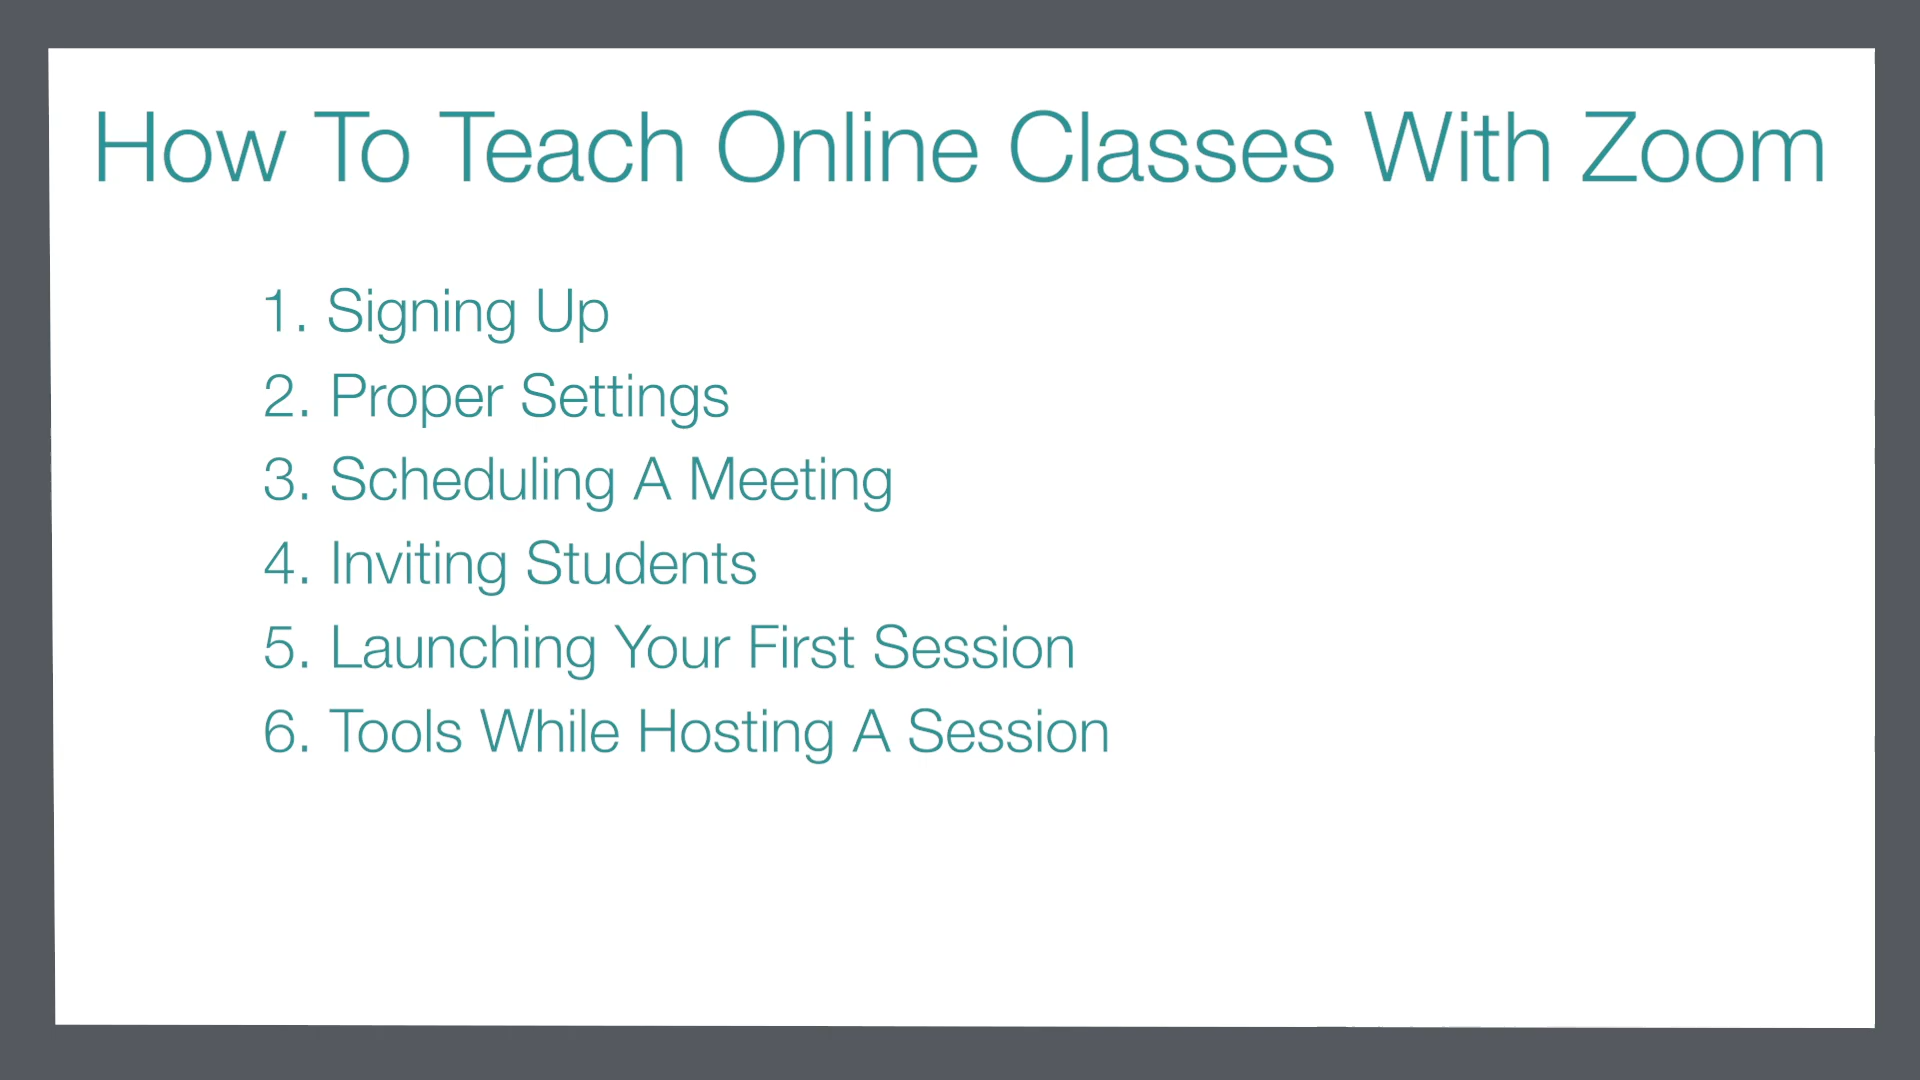 How To Teach Online Classes With Zoom
1. Signing Up
2. Proper Settings
3. Scheduling A Meeting
4. Inviting Students
5. Launching Your First Session
6. Tools While Hosting A Session